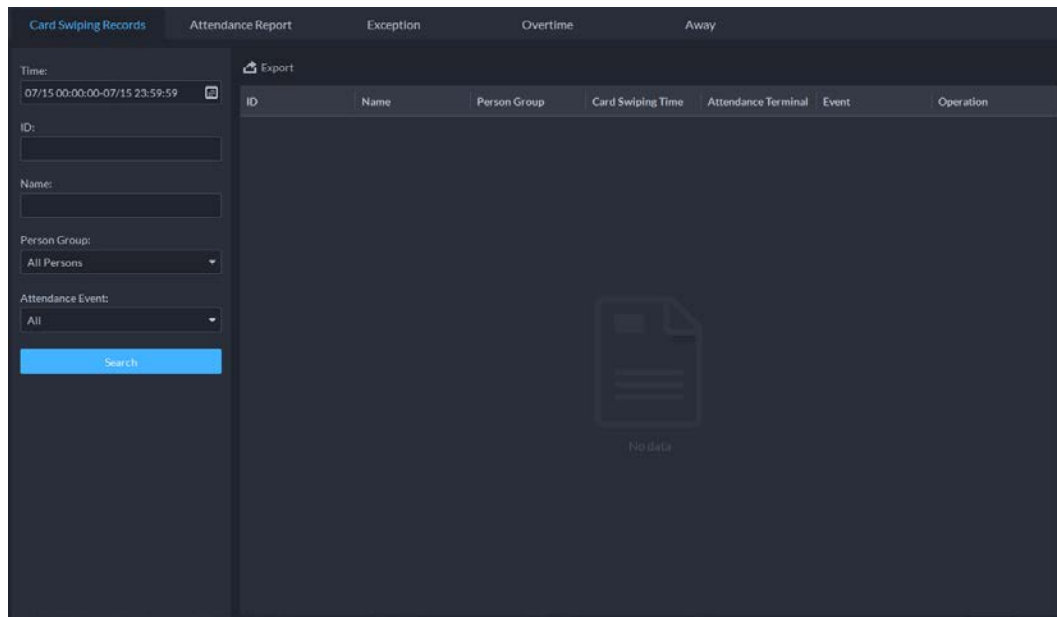 Card Swiping Records Attendance Report Exception Overtime Away
Time:
07/15 00:00:00-07/15 23:59:59
ID:
Name:
Person Group:
All Persons
Attendance Event:
All
Search
Export
ID Name Person Group Card Swiping Time Attendance Terminal Event Operation
No data